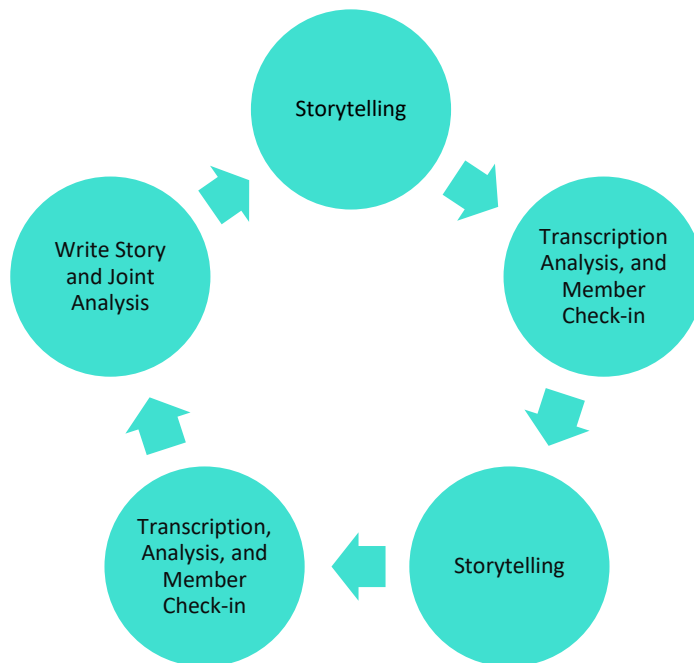 Storytelling
Transcription
Analysis, and
Member
Check-in
Storytelling
Transcription,
Analysis, and
Member
Check-in
Write Story
and Joint
Analysis